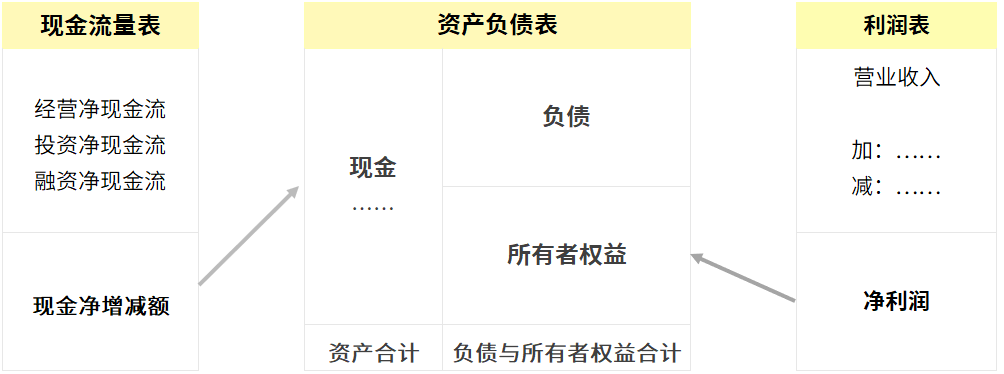 现金流量表
经营净现金流
投资净现金流
融资净现金流
现金净增减额
资产负债表
现金
……
负债
所有者权益
资产合计
负债与所有者权益合计
利润表
营业收入
加：……
减：……
净利润